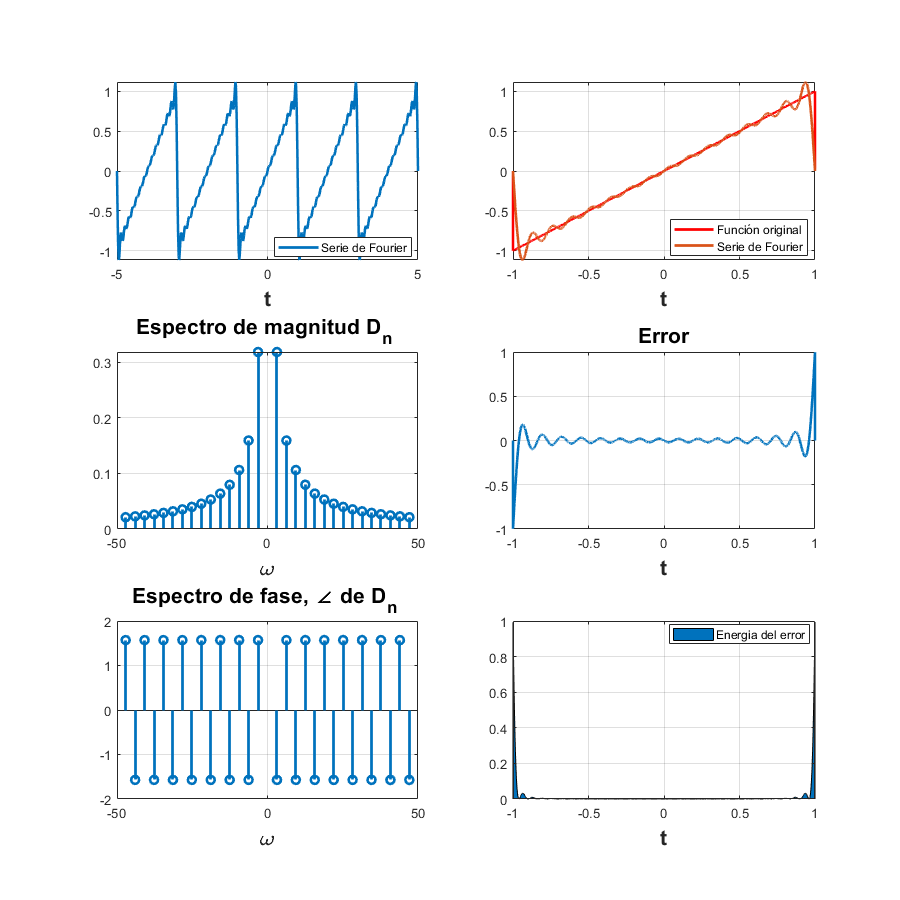 1
0.5
0
-0.5
-1
Serie de Fourier
-5 0 5
t
1
0.5
0
-0.5
-1
Función original
Serie de Fourier
-1 -0.5 0 0.5 1
t
Espectro de magnitud Dn
0.3
0.2
0.1
0
-50 0 50
ω
Error
1
0.5
0
-0.5
-1
-1 -0.5 0 0.5 1
t
Espectro de fase, ∠ de Dn
2
1
0
-1
-2
-50 0 50
ω
1
0.8
0.6
0.4
0.2
0
Energia del error
-1 -0.5 0 0.5 1
t